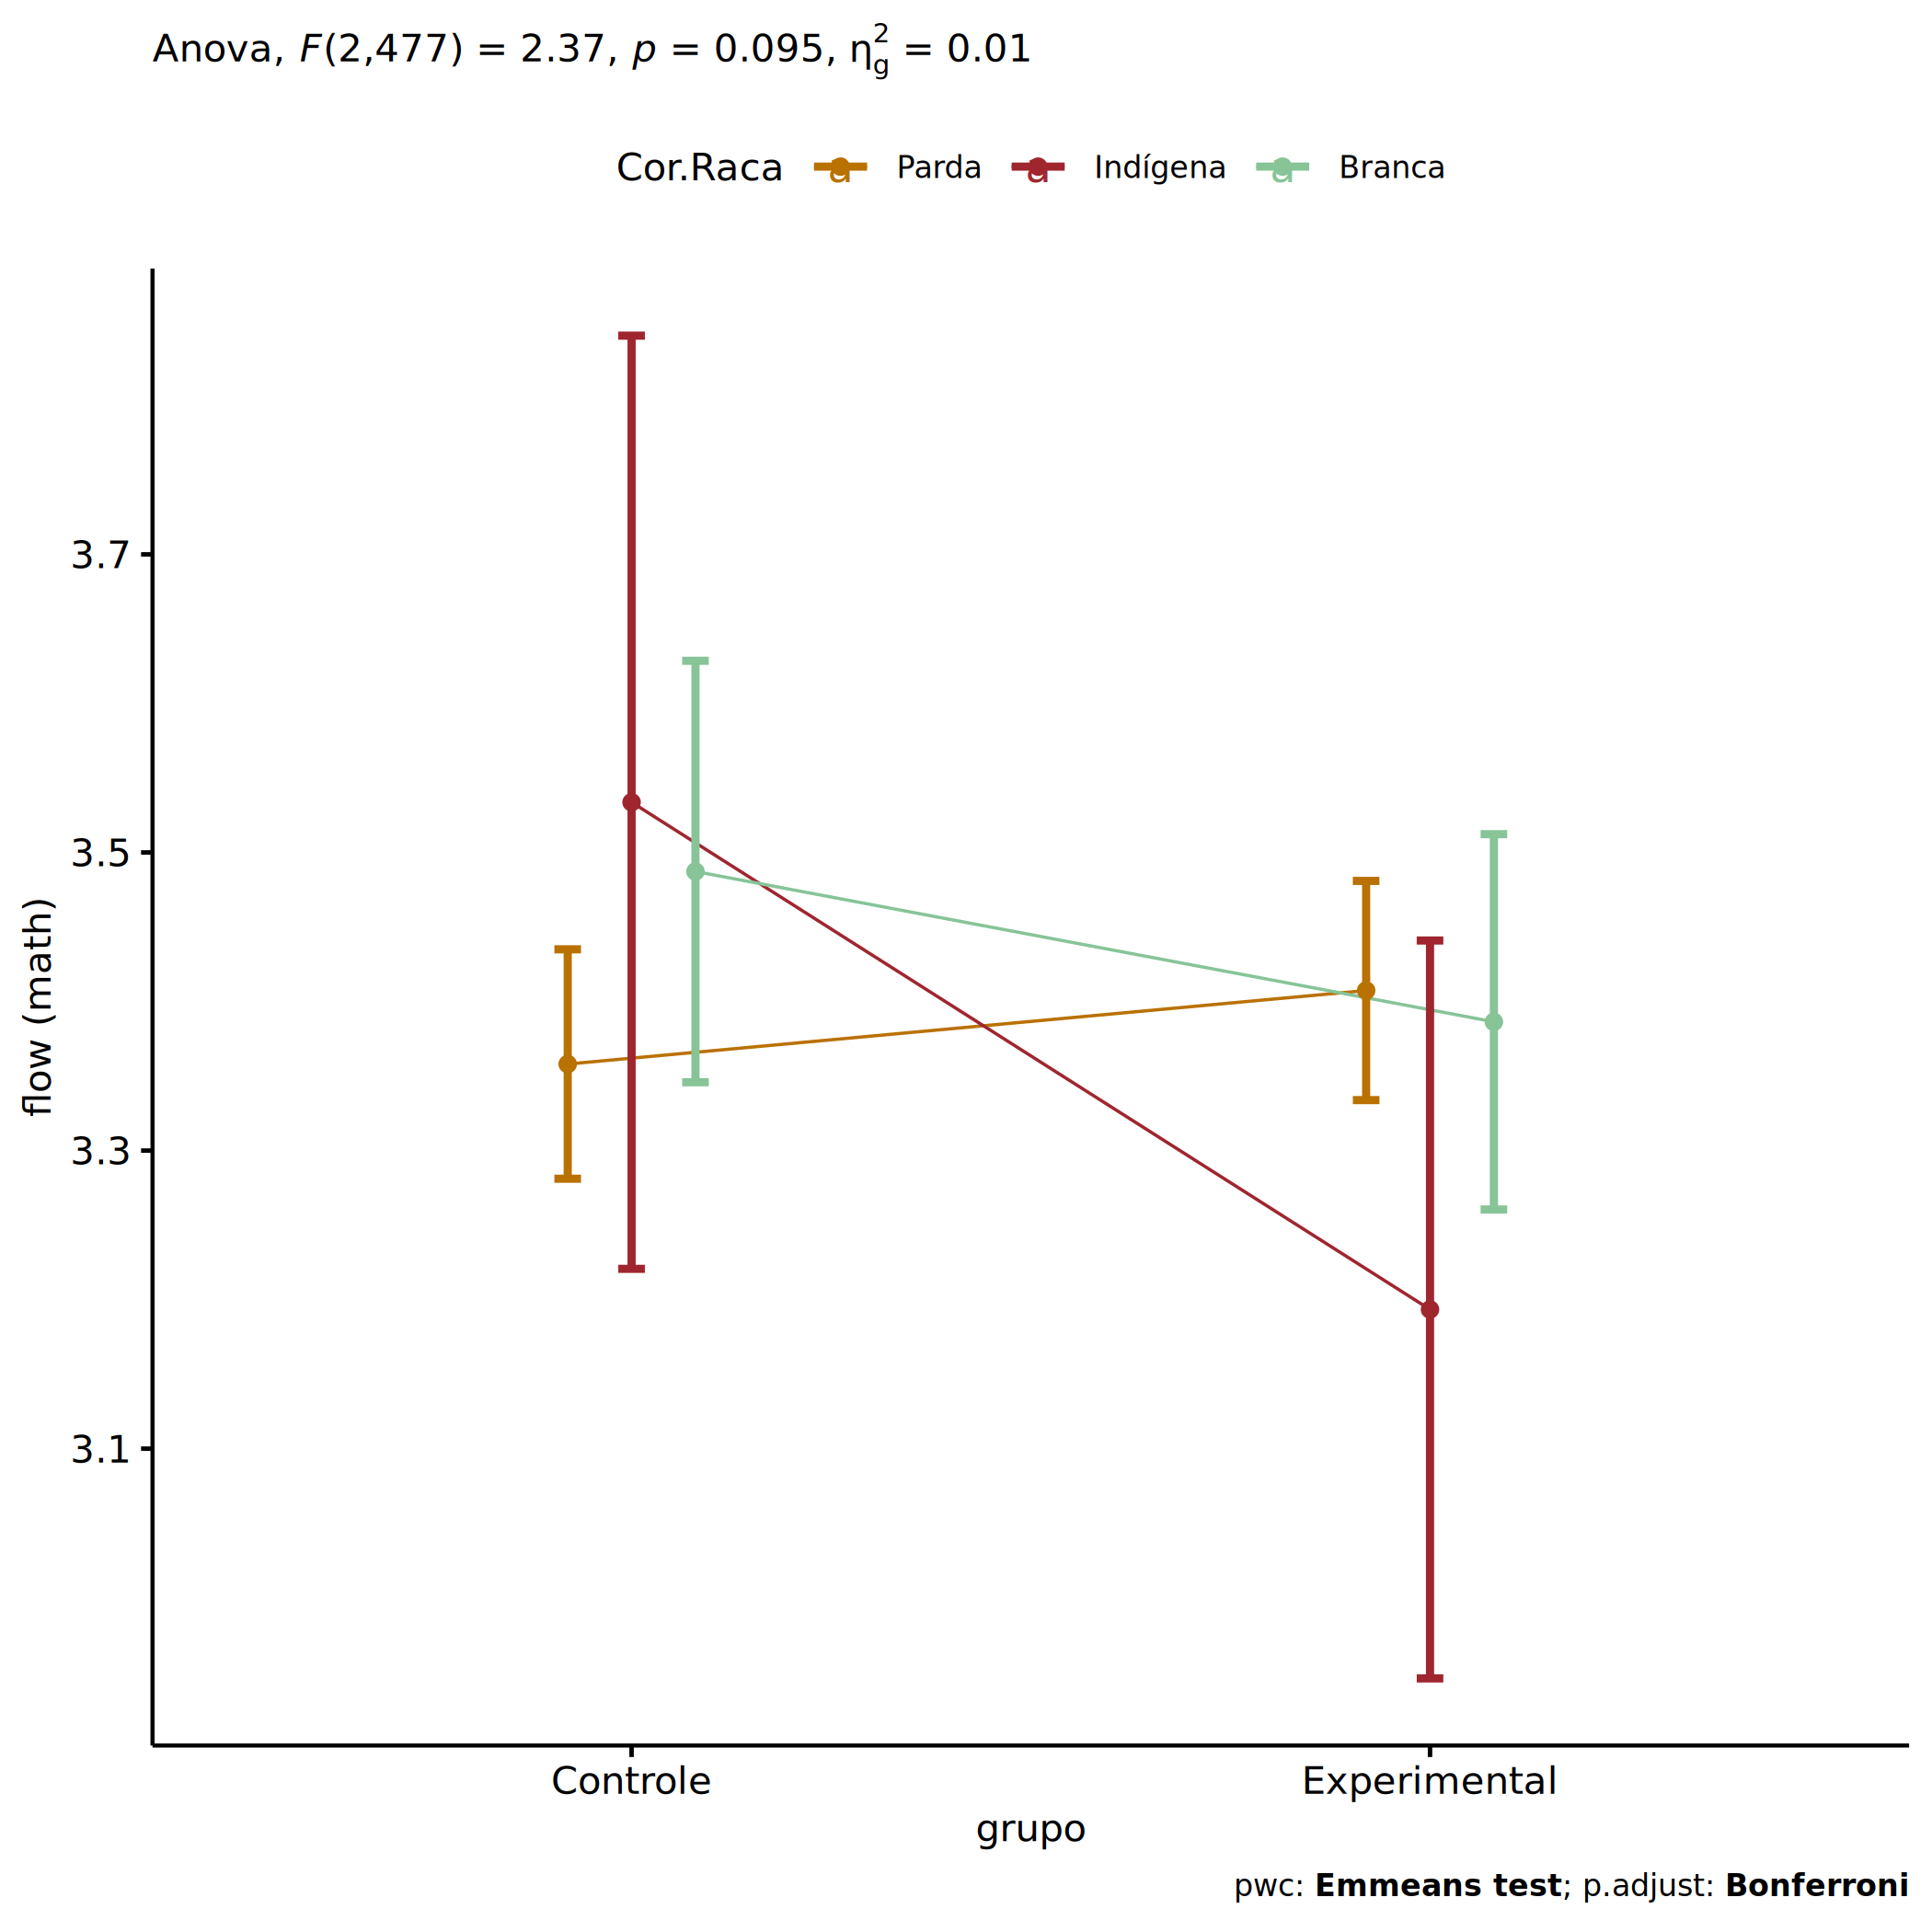 Anova, F(2,477) = 2.37, p = 0.095, η²g = 0.01
Cor.Raca a Parda a Indígena a Branca
3.7
3.5
3.3
3.1
flow (math)
Controle Experimental
grupo
pwc: Emmeans test; p.adjust: Bonferroni